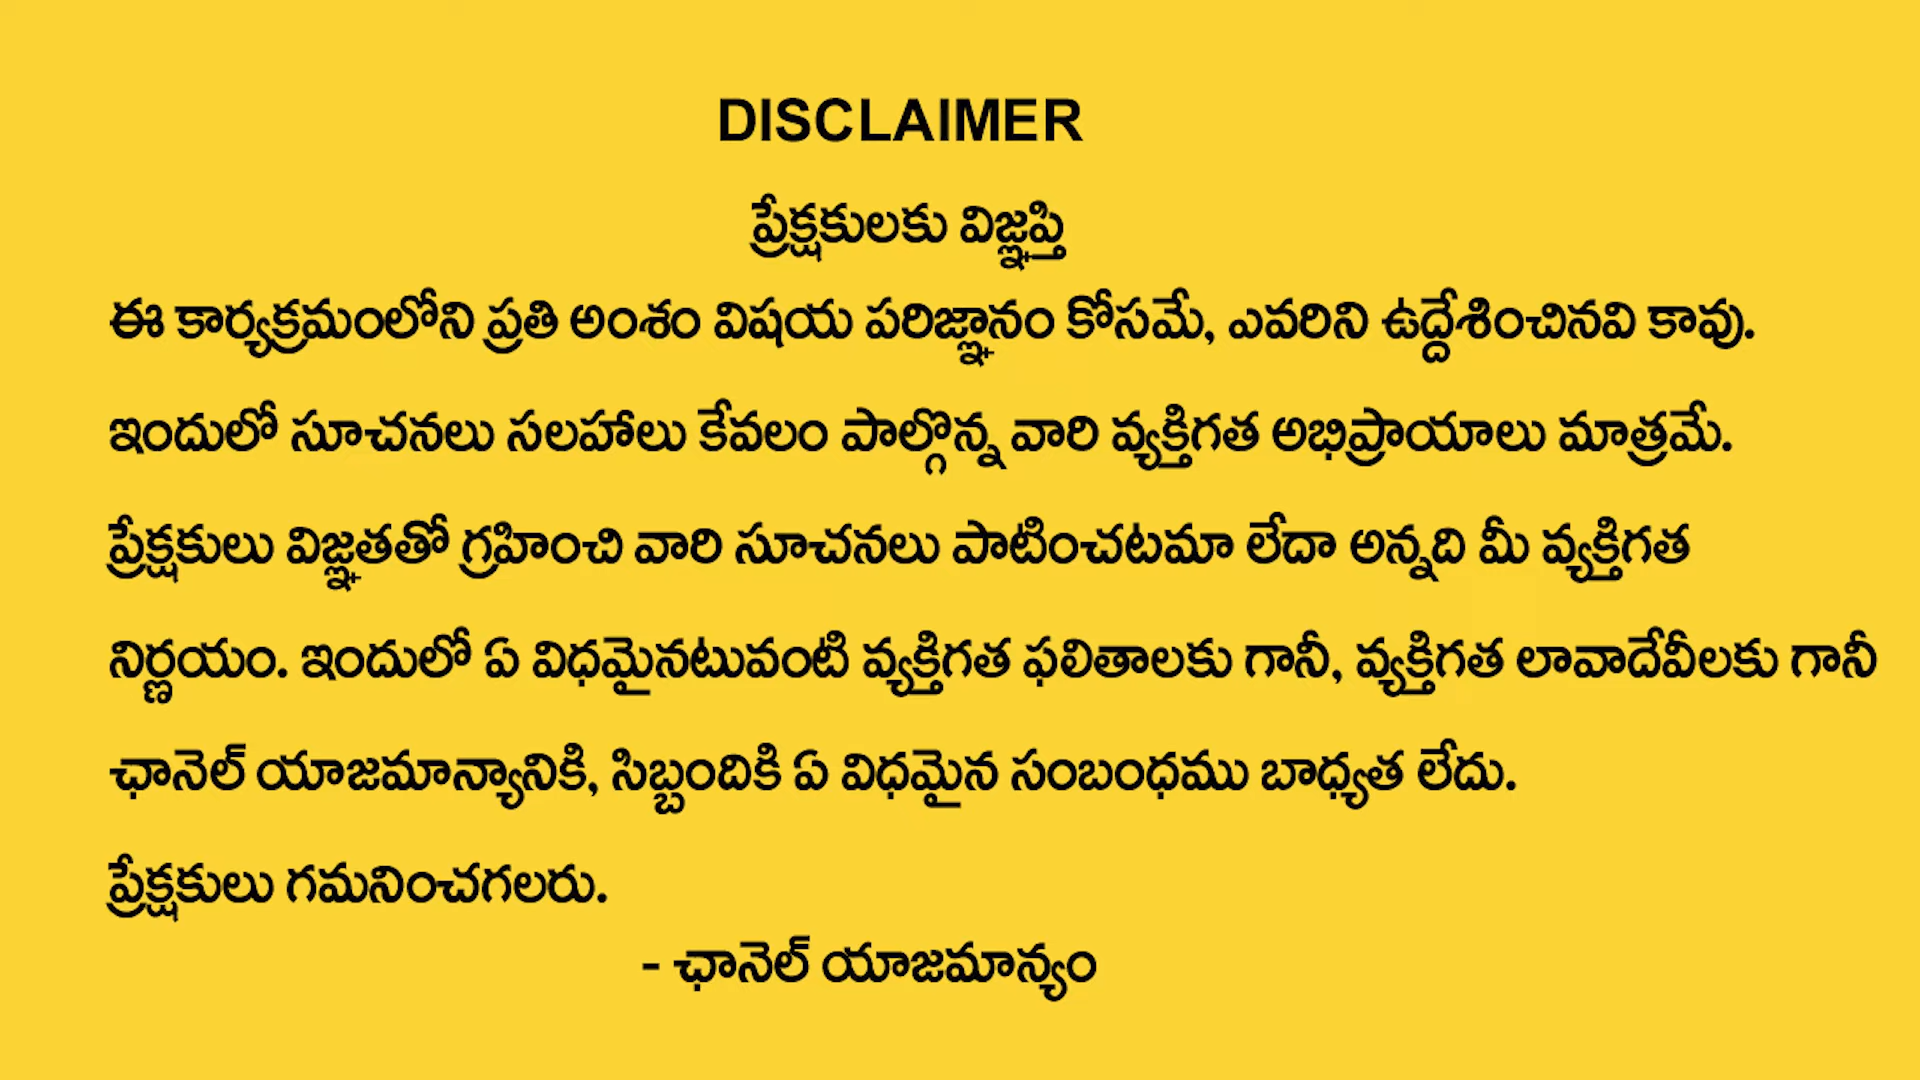 DISCLAIMER
ప్రేక్షకులకు విజ్ఞప్తి
ఈ కార్యక్రమంలోని ప్రతి అంశం విషయ పరిజ్ఞానం కోసమే, ఎవరిని ఉద్దేశించినవి కావు.
ఇందులో సూచనలు సలహాలు కేవలం పాల్గొన్న వారి వ్యక్తిగత అభిప్రాయాలు మాత్రమే.
ప్రేక్షకులు విజ్ఞతతో గ్రహించి వారి సూచనలు పాటించటమా లేదా అన్నది మీ వ్యక్తిగత
నిర్ణయం. ఇందులో ఏ విధమైనటువంటి వ్యక్తిగత ఫలితాలకు గానీ, వ్యక్తిగత లావాదేవీలకు గానీ
ఛానెల్ యాజమాన్యానికి, సిబ్బందికి ఏ విధమైన సంబంధము బాధ్యత లేదు.
ప్రేక్షకులు గమనించగలరు.
- ఛానెల్ యాజమాన్యం